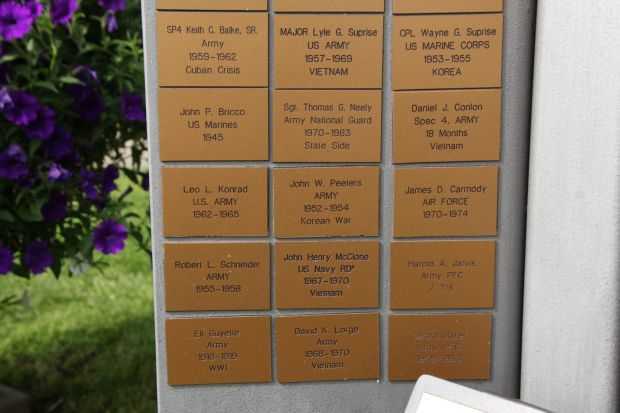 SP4 Keith G. Balke, SR.
Army
1959-1962
Cuban Crisis
MAJOR Lyle G. Suprise
US ARMY
1957-1969
VIETNAM
CPL Wayne G. Suprise
US MARINE CORPS
1953-1955
KOREA
John P. Bricco
US Marines
1945
Sgt. Thomas G. Neely
Army National Guard
1970-1983
State Side
Daniel J. Conlon
Spec 4, ARMY
18 Months
Vietnam
Leo L. Konrad
U.S. ARMY
1962-1965
John W. Peeters
ARMY
1952-1954
Korean War
James D. Carmody
AIR FORCE
1970-1974
Robert L. Schneider
ARMY
1955-1958
John Henry McClone
US Navy
1967-1970
Vietnam
Harold A.
Army PFC
Eli Guyette
Army
WWI
David A. Large
Army
1968-1970
Vietnam